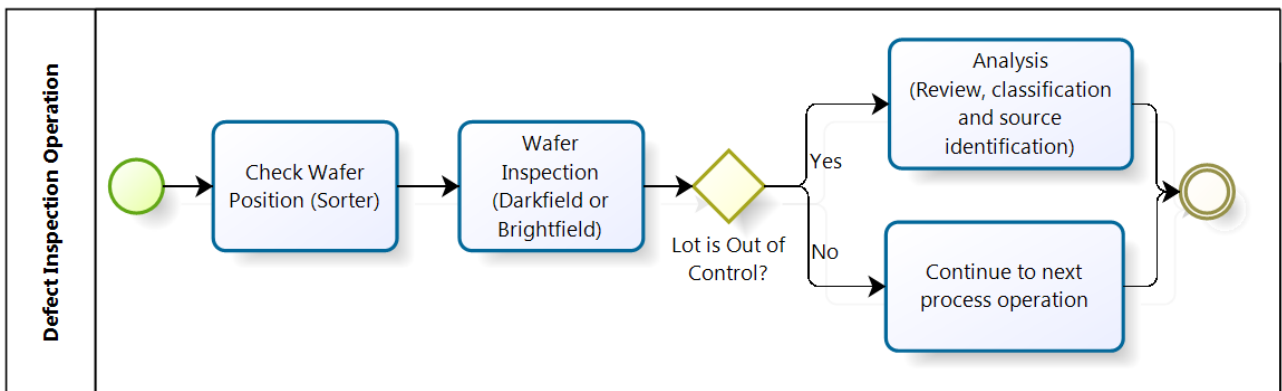 Defect Inspection Operation
Check Wafer
Position (Sorter)
Wafer
Inspection
(Darkfield or
Brightfield)
Lot is Out of
Control?
Yes
No
Analysis
(Review, classification
and source
identification)
Continue to next
process operation